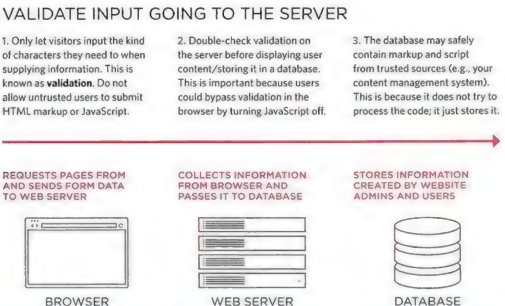 VALIDATE INPUT GOING TO THE SERVER
1. Only let visitors input the kind
of characters they need to when
supplying information. This is
known as validation. Do not
allow untrusted users to submit
HTML markup or JavaScript.
2. Double-check validation on
the server before displaying user
content/storing it in a database.
This is important because users
could bypass validation in the
browser by turning JavaScript off.
3. The database may safely
contain markup and script
from trusted sources (e.g., your
content management system).
This is because it does not try to
process the code; it just stores it.
REQUESTS PAGES FROM
AND SENDS FORM DATA
TO WEB SERVER
COLLECTS INFORMATION
FROM BROWSER AND
PASSES IT TO DATABASE
STORES INFORMATION
CREATED BY WEBSITE
ADMINS AND USERS
BROWSER
WEB SERVER
DATABASE